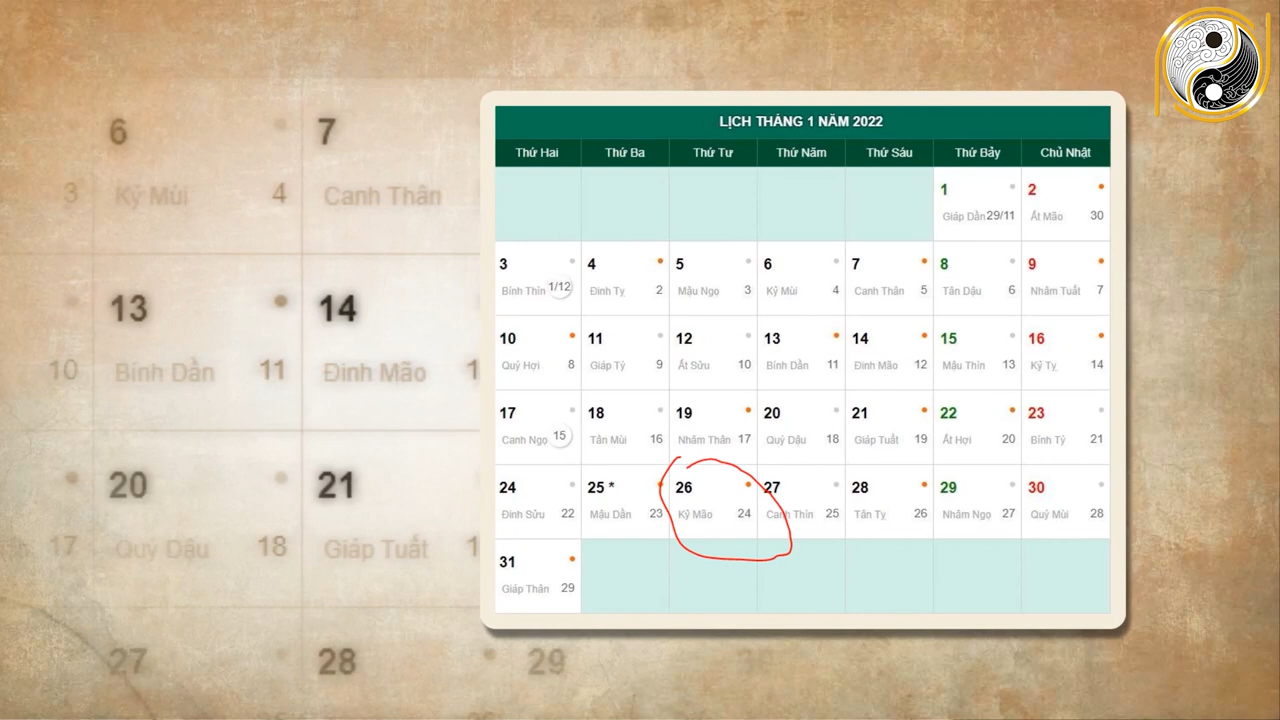 LỊCH THÁNG 1 NĂM 2022
Thứ Hai Thứ Ba Thứ Tư Thứ Năm Thứ Sáu Thứ Bảy Chủ Nhật
1 2
Giáp Dần 29/11 Ất Mão 30
3 4 5 6 7 8 9
Bính Thìn 1/12 Đinh Tỵ 2 Mậu Ngọ 3 Kỷ Mùi 4 Canh Thân 5 Tân Dậu 6 Nhâm Tuất 7
10 11 12 13 14 15 16
Quý Hợi 8 Giáp Tý 9 Ất Sửu 10 Bính Dần 11 Đinh Mão 12 Mậu Thìn 13 Kỷ Tỵ 14
17 18 19 20 21 22 23
Canh Ngọ 15 Tân Mùi 16 Nhâm Thân 17 Quý Dậu 18 Giáp Tuất 19 Ất Hợi 20 Bính Tý 21
24 25 * 26 27 28 29 30
Đinh Sửu 22 Mậu Dần 23 Kỷ Mão 24 Canh Thìn 25 Tân Tỵ 26 Nhâm Ngọ 27 Quý Mùi 28
31
Giáp Thân 29
6 7
3 Kỷ Mùi 4 Canh Thân
13 14
10 Bính Dần 11 Đinh Mão 1
20 21
17 Quý Dậu 18 Giáp Tuất 1
27 28 29